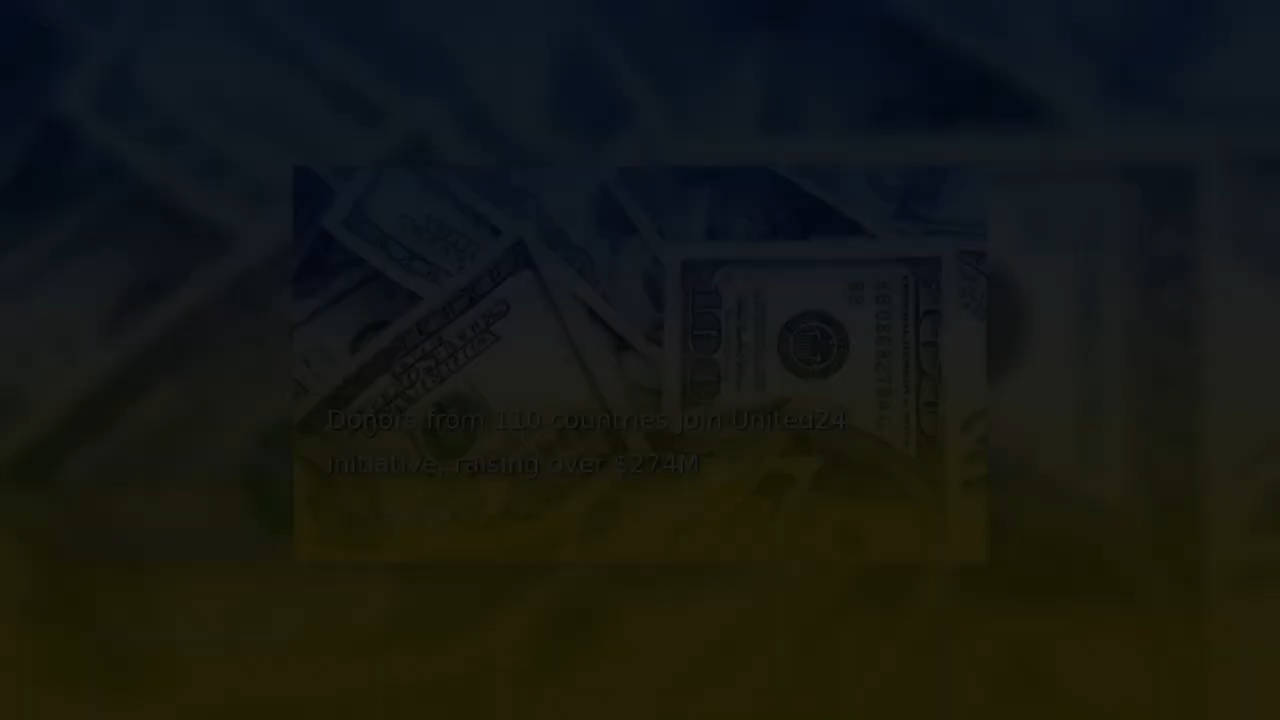 Donors from 110 countries join United24
initiative, raising over $274M